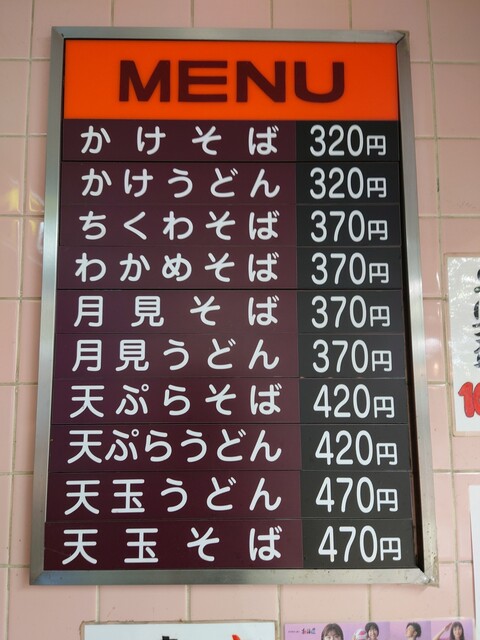 MENU
かけそば 320円
かけうどん 320円
ちくわそば 370円
わかめそば 370円
月見そば 370円
月見うどん 370円
天ぷらそば 420円
天ぷらうどん 420円
天玉うどん 470円
天玉そば 470円